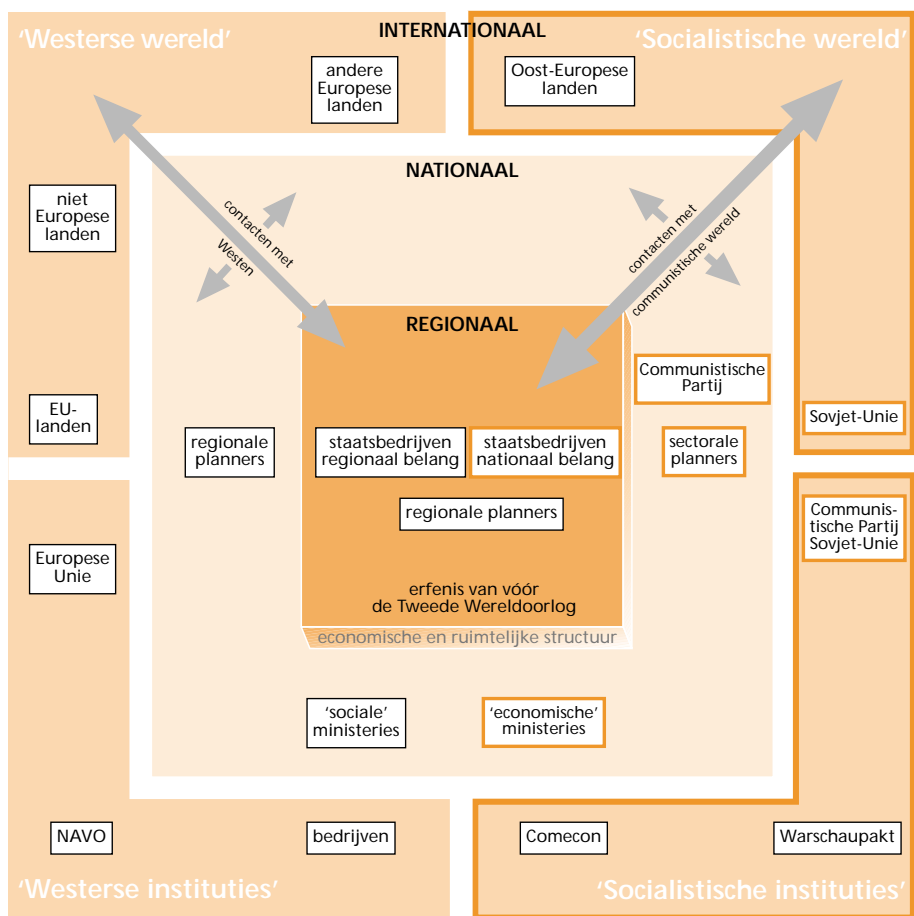 INTERNATIONAAL
'Westerse wereld'
'Socialistische wereld'
andere
Europese
landen
Oost-Europese
landen
NATIONAAL
niet
Europese
landen
contacten met
Westen
contacten met
communistische wereld
REGIONAAL
Communistische
Partij
EU-
landen
Sovjet-Unie
regionale
planners
staatsbedrijven
regionaal belang
staatsbedrijven
nationaal belang
sectorale
planners
regionale planners
Communis-
tische Partij
Sovjet-Unie
Europese
Unie
erfenis van vóór
de Tweede Wereldoorlog
economische en ruimtelijke structuur
'sociale'
ministeries
'economische'
ministeries
NAVO
bedrijven
Comecon
Warschaupakt
'Westerse instituties'
'Socialistische instituties'